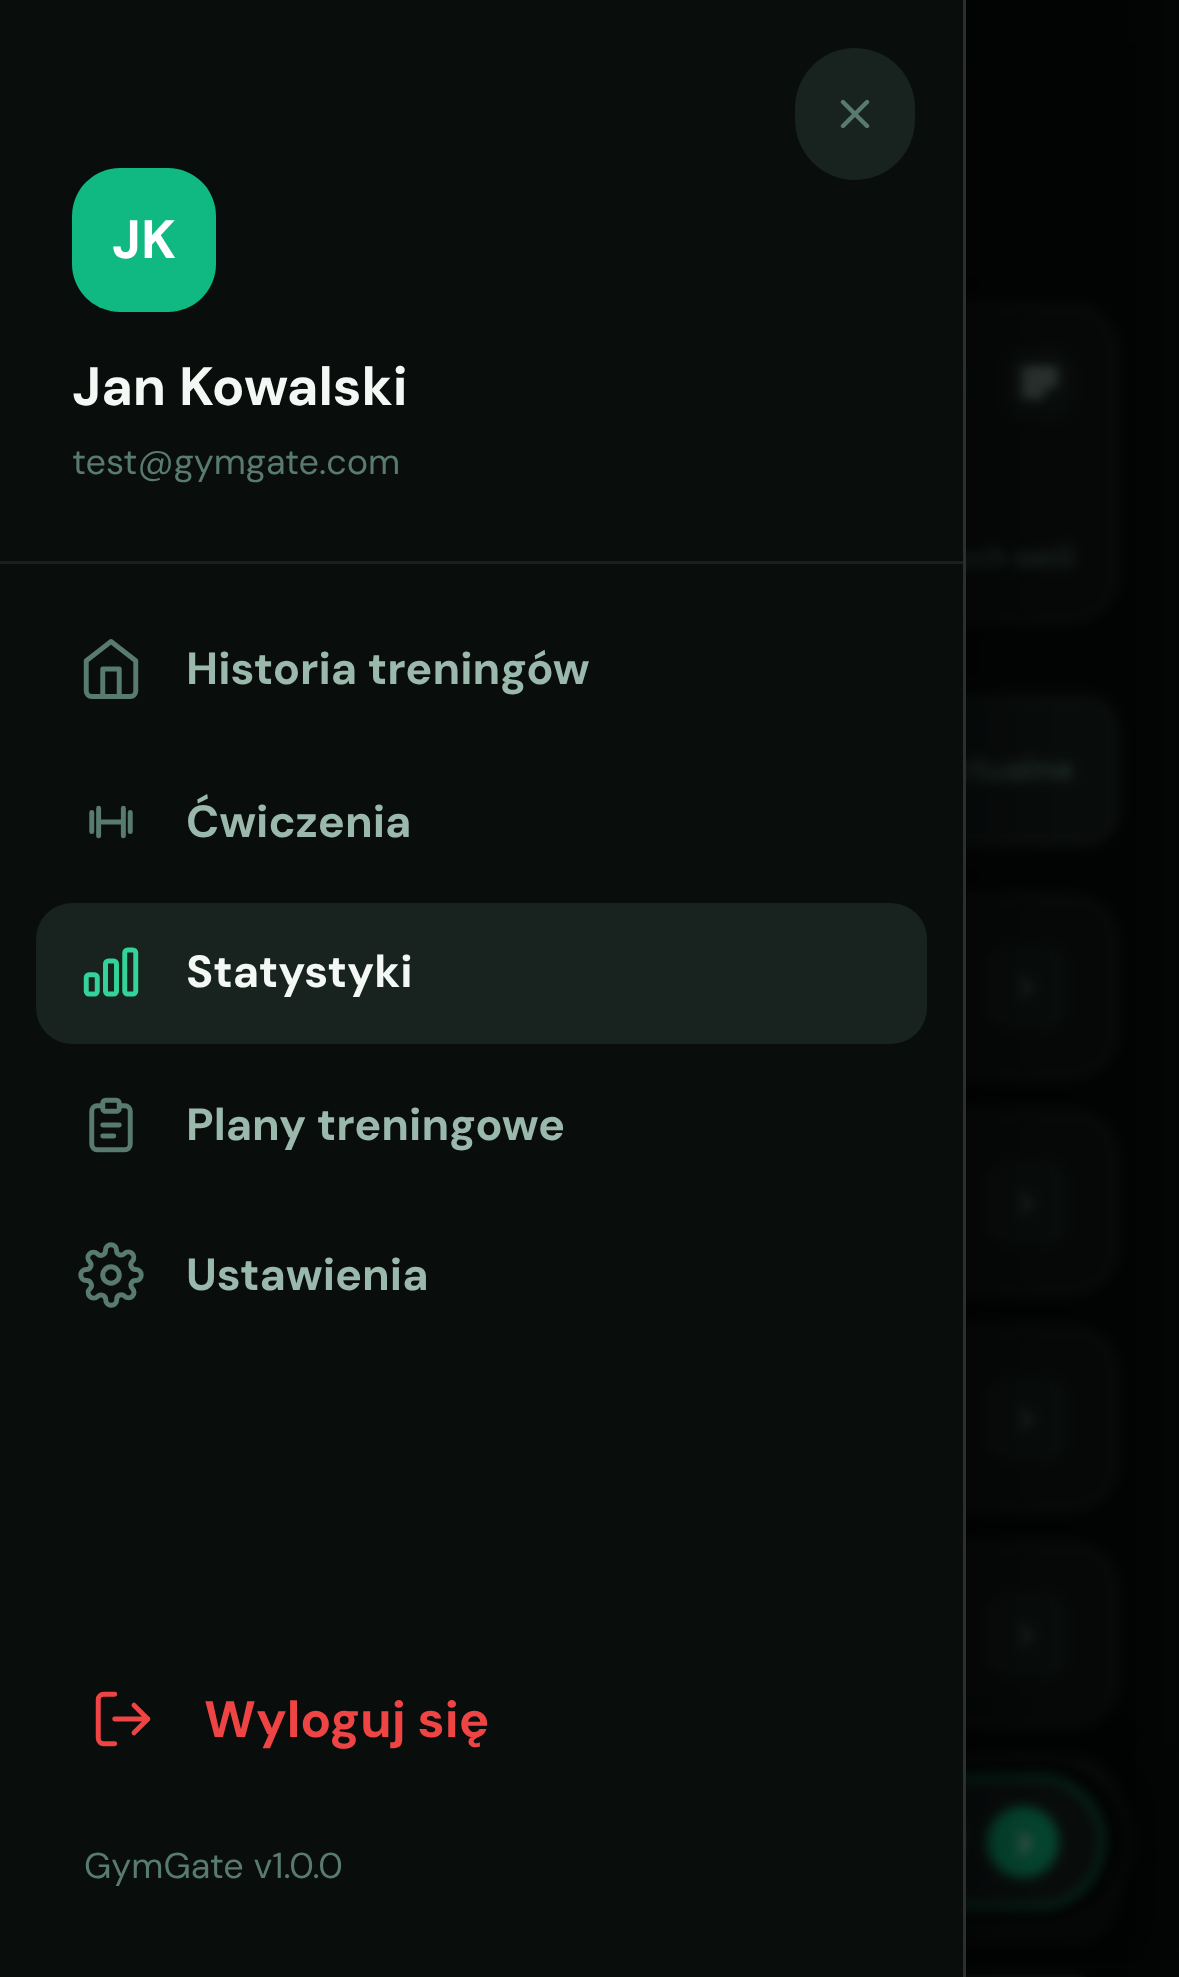 JK
Jan Kowalski
test@gymgate.com
Historia treningów
Ćwiczenia
Statystyki
Plany treningowe
Ustawienia
Wyloguj się
GymGate v1.0.0